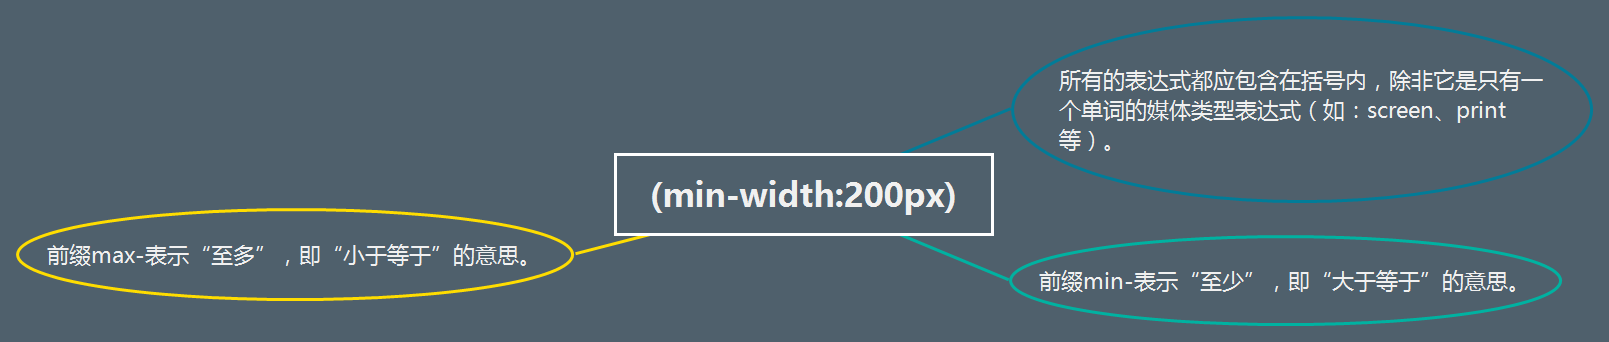 所有的表达式都应包含在括号内，除非它是只有一
个单词的媒体类型表达式（如：screen、print
等）。
(min-width:200px)
前缀max-表示“至多”，即“小于等于”的意思。
前缀min-表示“至少”，即“大于等于”的意思。